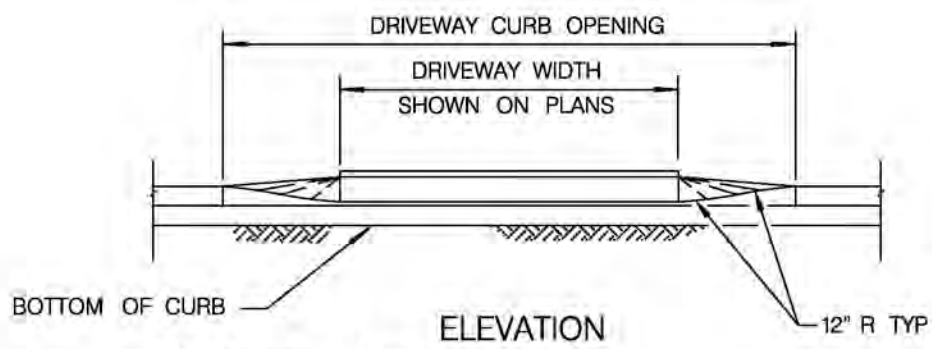 DRIVEWAY CURB OPENING
DRIVEWAY WIDTH
SHOWN ON PLANS
BOTTOM OF CURB
ELEVATION
12" R TYP